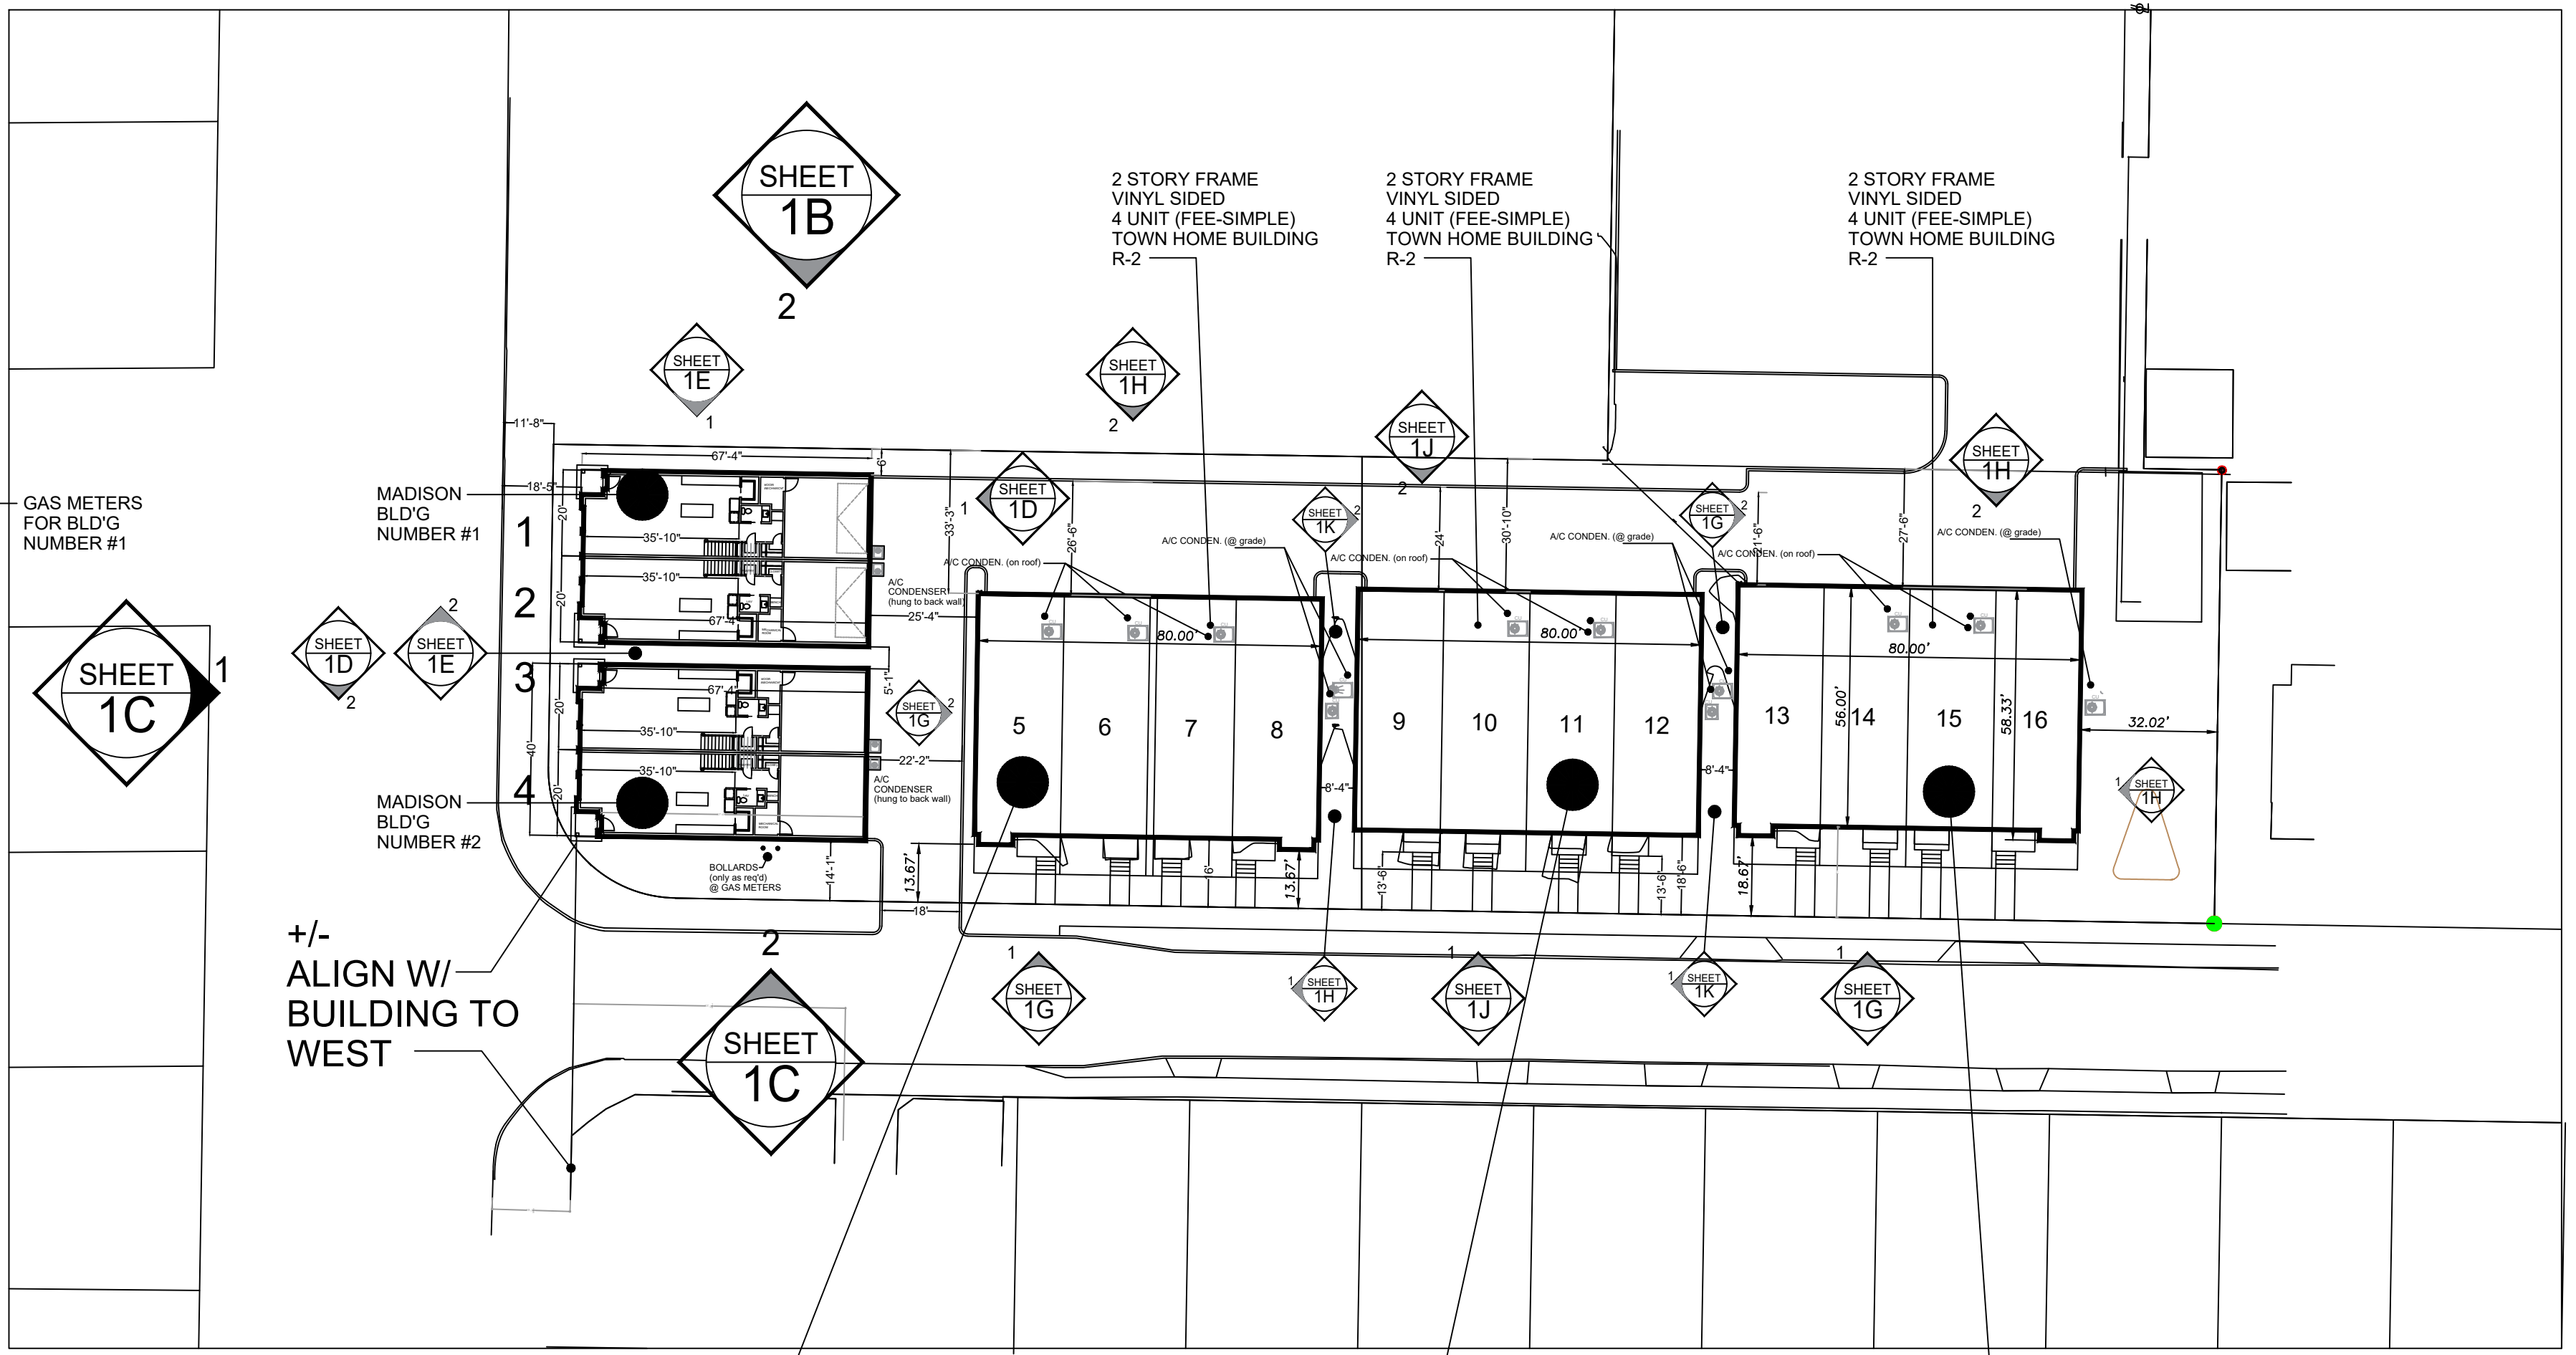 SHEET
1B
2
2 STORY FRAME
VINYL SIDED
4 UNIT (FEE-SIMPLE)
TOWN HOME BUILDING
R-2
2 STORY FRAME
VINYL SIDED
4 UNIT (FEE-SIMPLE)
TOWN HOME BUILDING
R-2
2 STORY FRAME
VINYL SIDED
4 UNIT (FEE-SIMPLE)
TOWN HOME BUILDING
R-2
SHEET
1E
1
SHEET
1H
2
SHEET
1J
2
SHEET
1H
2
11'-8"
67'-4"
6'
GAS METERS
FOR BLD'G
NUMBER #1
MADISON
BLD'G
NUMBER #1
18'-5"
20'
1
35'-10"
35'-10"
2
20'
67'-4"
33'-3"
1
SHEET
1D
26'-6"
SHEET
1K
2
24'
30'-10"
SHEET
1G
2
21'-6"
27'-6"
A/C CONDEN. (on roof)
A/C CONDEN. (@ grade)
A/C CONDEN. (on roof)
A/C CONDEN. (@ grade)
A/C CONDEN. (on roof)
A/C CONDEN. (@ grade)
A/C
CONDENSER
(hung to back wall)
25'-4"
80.00'
80.00'
80.00'
SHEET
1C
1
SHEET
1D
2
SHEET
1E
2
3
67'-4"
5'-1"
SHEET
1G
2
20'
40'
35'-10"
35'-10"
4
20'
22'-2"
A/C
CONDENSER
(hung to back wall)
5
6
7
8
9
10
11
12
13
14
15
16
56.00'
58.33'
32.02'
8'-4"
8'-4"
SHEET
1H
1
MADISON
BLD'G
NUMBER #2
BOLLARDS
(only as req'd)
@ GAS METERS
14'-1"
13.67'
16'
13.67'
13'-6"
13'-6"
18'-6"
18.67'
18'
+/-
ALIGN W/
BUILDING TO
WEST
2
SHEET
1C
1
SHEET
1G
1
SHEET
1H
1
SHEET
1J
1
SHEET
1K
1
SHEET
1G